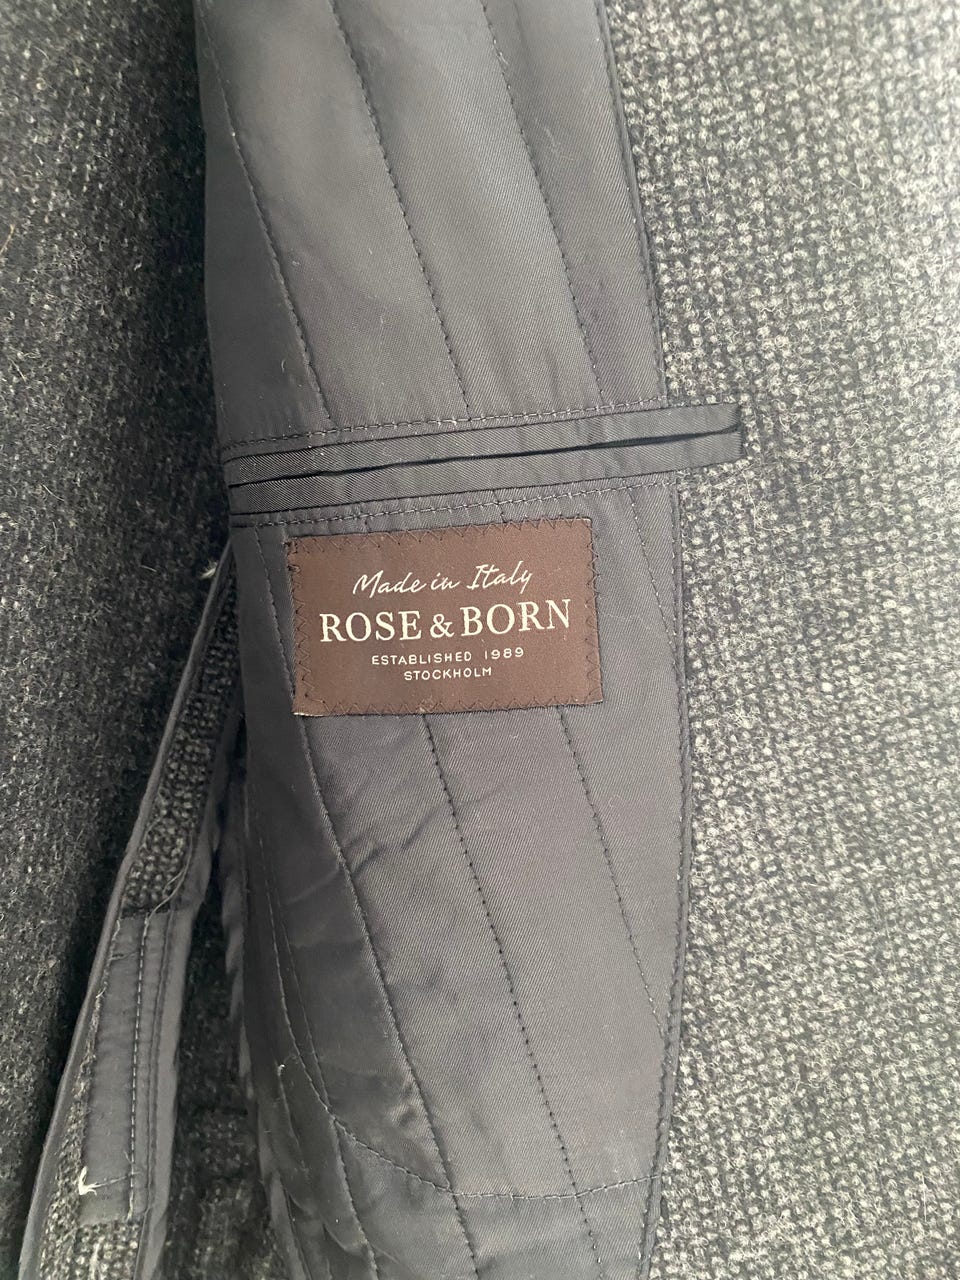 Made in Italy
ROSE & BORN
ESTABLISHED 1989
STOCKHOLM